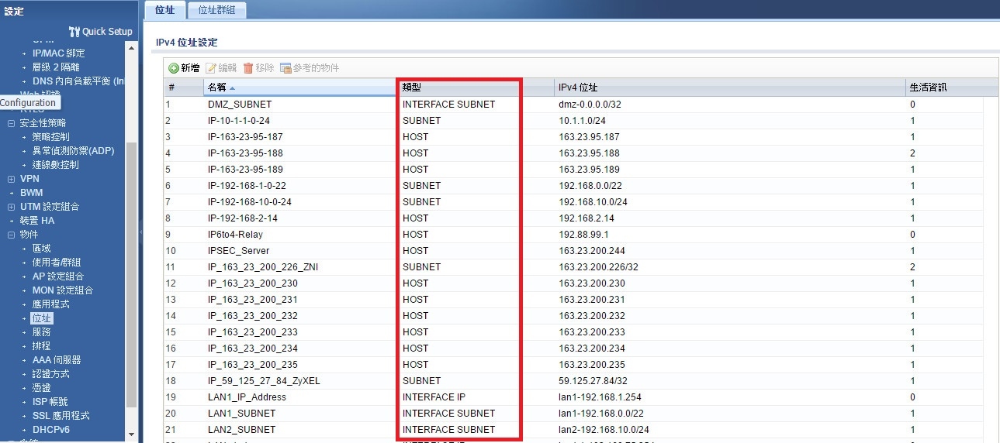 設定
Quick Setup
IP/MAC 綁定
層級 2 隔離
DNS 內向負載平衡 (Inl
Configuration
安全性策略
策略控制
異常偵測防禦(ADP)
連線數控制
VPN
BWM
UTM 設定組合
裝置 HA
物件
區域
使用者/群組
AP 設定組合
MON 設定組合
應用程式
位址
服務
排程
AAA 伺服器
認證方式
憑證
ISP 帳號
SSL 應用程式
DHCPv6
位址 位址群組
IPv4 位址設定
新增 編輯 移除 參考的物件
# 名稱 類型 IPv4 位址 生活資訊
1 DMZ_SUBNET INTERFACE SUBNET dmz-0.0.0.0/32 0
2 IP-10-1-1-0-24 SUBNET 10.1.1.0/24 1
3 IP-163-23-95-187 HOST 163.23.95.187 1
4 IP-163-23-95-188 HOST 163.23.95.188 2
5 IP-163-23-95-189 HOST 163.23.95.189 1
6 IP-192-168-1-0-22 SUBNET 192.168.0.0/22 1
7 IP-192-168-10-0-24 SUBNET 192.168.10.0/24 1
8 IP-192-168-2-14 HOST 192.168.2.14 1
9 IP6to4-Relay HOST 192.88.99.1 0
10 IPSEC_Server HOST 163.23.200.244 1
11 IP_163_23_200_226_ZNI SUBNET 163.23.200.226/32 2
12 IP_163_23_200_230 HOST 163.23.200.230 1
13 IP_163_23_200_231 HOST 163.23.200.231 1
14 IP_163_23_200_232 HOST 163.23.200.232 1
15 IP_163_23_200_233 HOST 163.23.200.233 1
16 IP_163_23_200_234 HOST 163.23.200.234 1
17 IP_163_23_200_235 HOST 163.23.200.235 1
18 IP_59_125_27_84_ZyXEL SUBNET 59.125.27.84/32 1
19 LAN1_IP_Address INTERFACE IP lan1-192.168.1.254 0
20 LAN1_SUBNET INTERFACE SUBNET lan1-192.168.0.0/22 1
21 LAN2_SUBNET INTERFACE SUBNET lan2-192.168.10.0/24 1